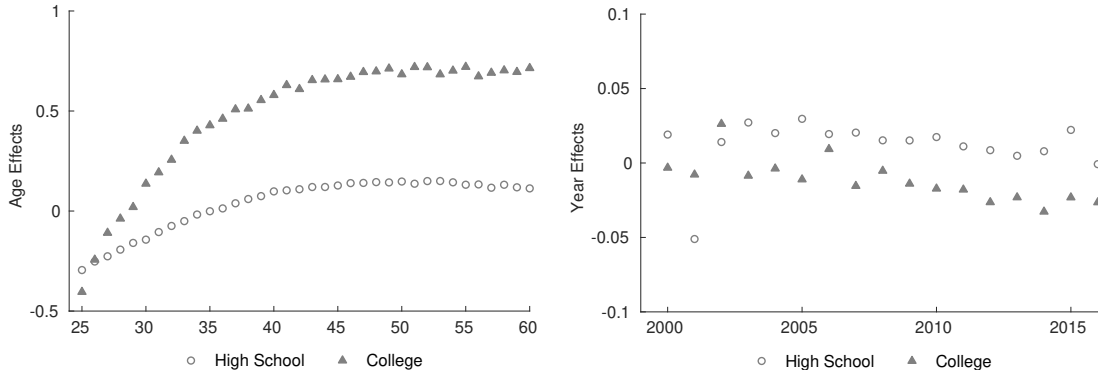 1
0.5
0
-0.5
Age Effects
25 30 35 40 45 50 55 60
High School College
0.1
0.05
0
-0.05
-0.1
Year Effects
2000 2005 2010 2015
High School College